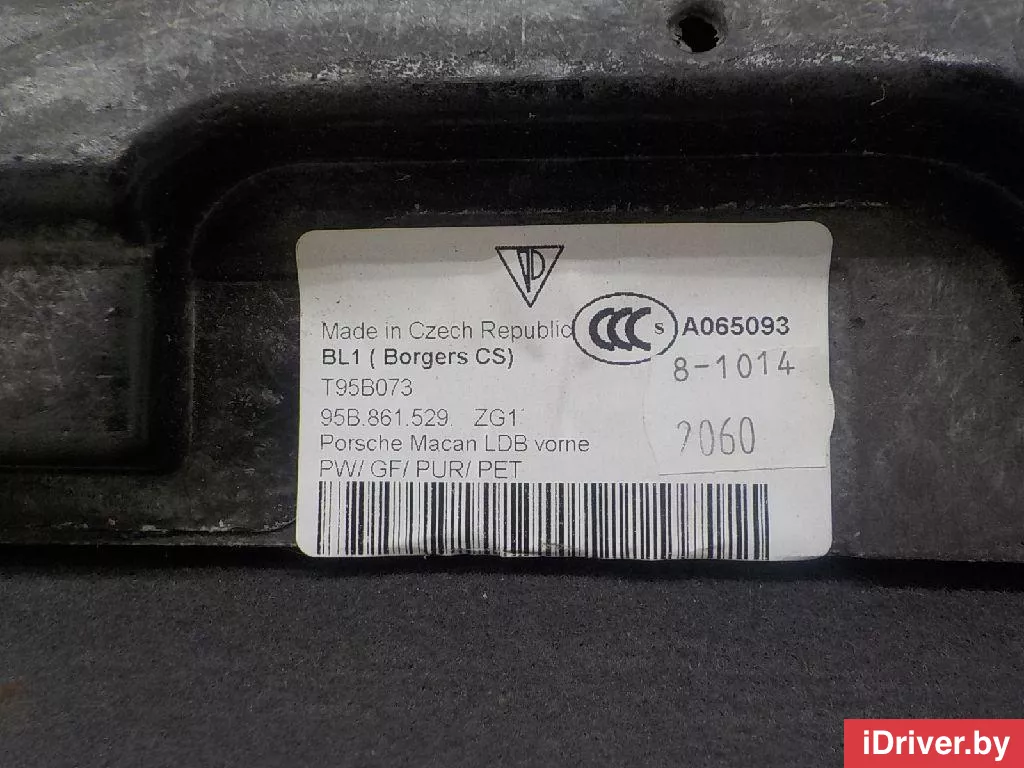 Made in Czech Republic
CCC S A065093
BL1 ( Borgers CS)
8-1014
T95B073
95B.861.529. ZG1
2060
Porsche Macan LDB vorne
PW/ GF/ PUR/ PET
iDriver.by